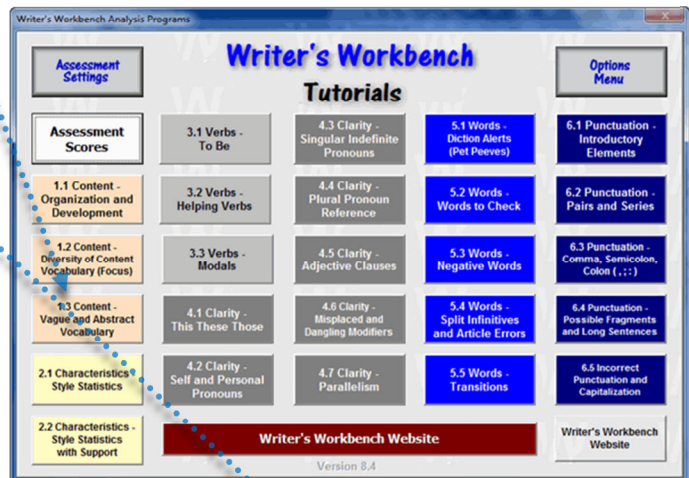 Writer's Workbench Analysis Programs
Assessment
Settings
Writer's Workbench
Tutorials
Options
Menu
Assessment
Scores
1.1 Content -
Organization and
Development
1.2 Content -
Diversity of Content
Vocabulary (Focus)
1.3 Content -
Vague and Abstract
Vocabulary
2.1 Characteristics -
Style Statistics
2.2 Characteristics -
Style Statistics
with Support
3.1 Verbs -
To Be
3.2 Verbs -
Helping Verbs
3.3 Verbs -
Modals
4.1 Clarity -
This These Those
4.2 Clarity -
Self and Personal
Pronouns
4.3 Clarity -
Singular Indefinite
Pronouns
4.4 Clarity -
Plural Pronoun
Reference
4.5 Clarity -
Adjective Clauses
4.6 Clarity -
Misplaced and
Dangling Modifiers
4.7 Clarity -
Parallelism
5.1 Words -
Diction Alerts
(Pet Peeves)
5.2 Words -
Words to Check
5.3 Words -
Negative Words
5.4 Words -
Split Infinitives
and Article Errors
5.5 Words -
Transitions
6.1 Punctuation -
Introductory
Elements
6.2 Punctuation -
Pairs and Series
6.3 Punctuation -
Comma, Semicolon,
Colon ( , ; : )
6.4 Punctuation -
Possible Fragments
and Long Sentences
6.5 Incorrect
Punctuation and
Capitalization
Writer's Workbench Website
Writer's Workbench
Website
Version 8.4